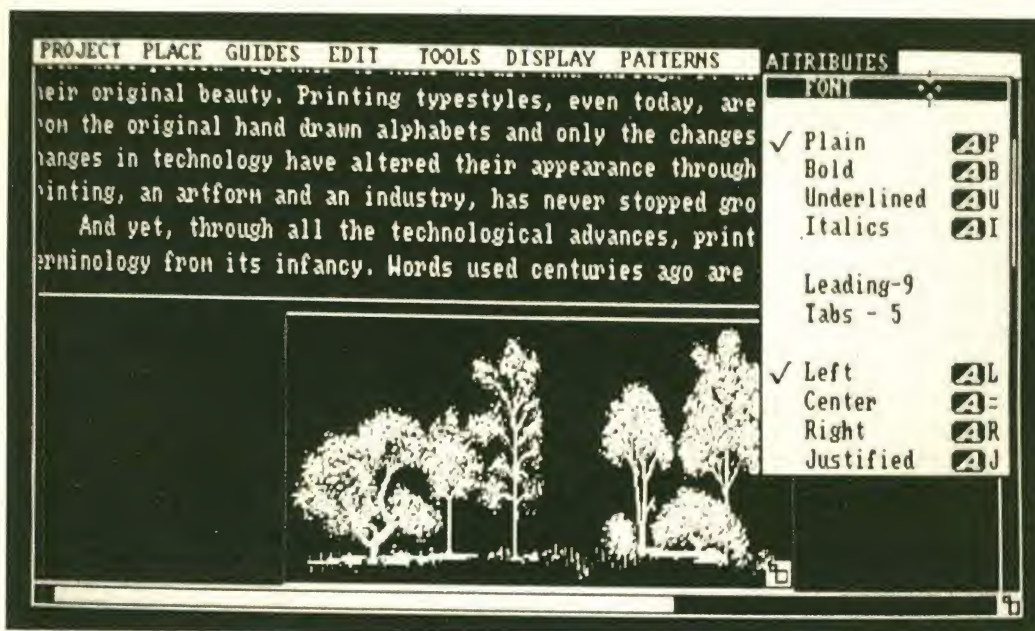 PROJECT PLACE GUIDES EDIT TOOLS DISPLAY PATTERNS ATTRIBUTES
FONT
heir original beauty. Printing typestyles, even today, are
rom the original hand drawn alphabets and only the changes
hanges in technology have altered their appearance through
rinting, an artform and an industry, has never stopped gro
And yet, through all the technological advances, print
erminology from its infancy. Words used centuries ago are
✓ Plain A P
Bold A B
Underlined A U
Italics A I
Leading-9
Tabs - 5
✓ Left A L
Center A =
Right A R
Justified A J